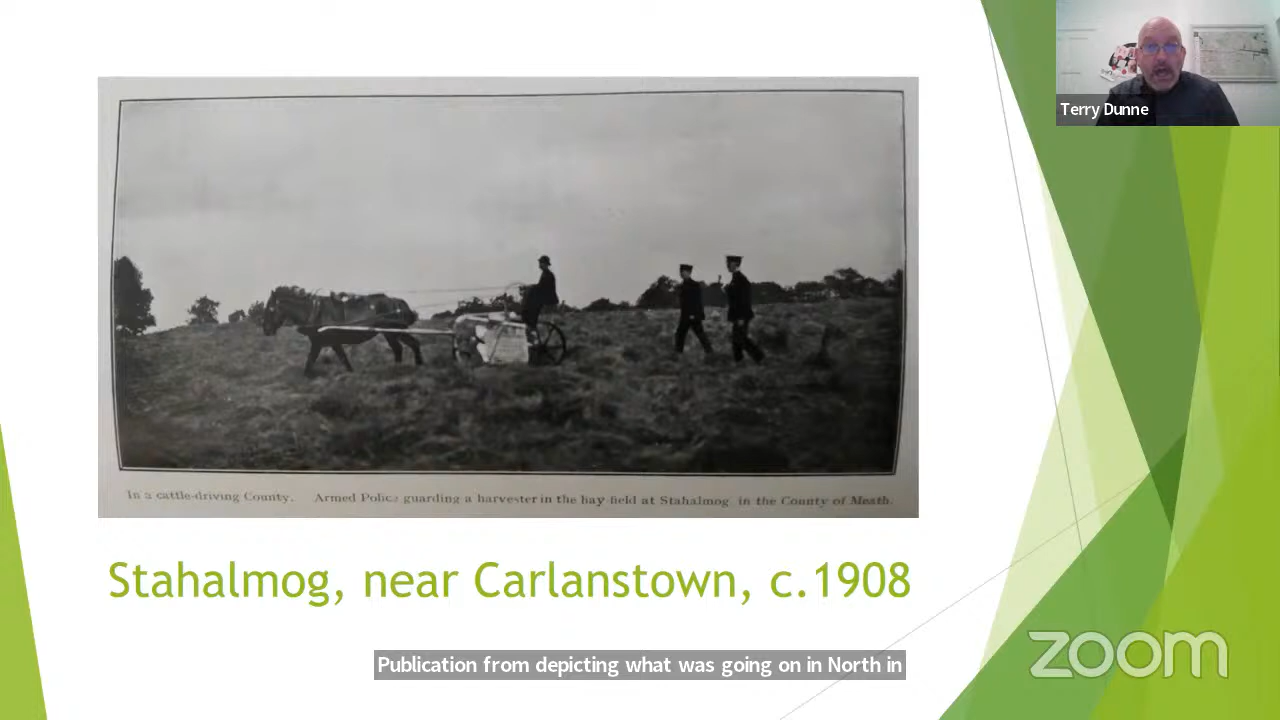 Terry Dunne
In a cattle-driving County. Armed Police guarding a harvester in the hay field at Stahalmog in the County of Meath.
Stahalmog, near Carlanstown, c.1908
Publication from depicting what was going on in North in
zoom